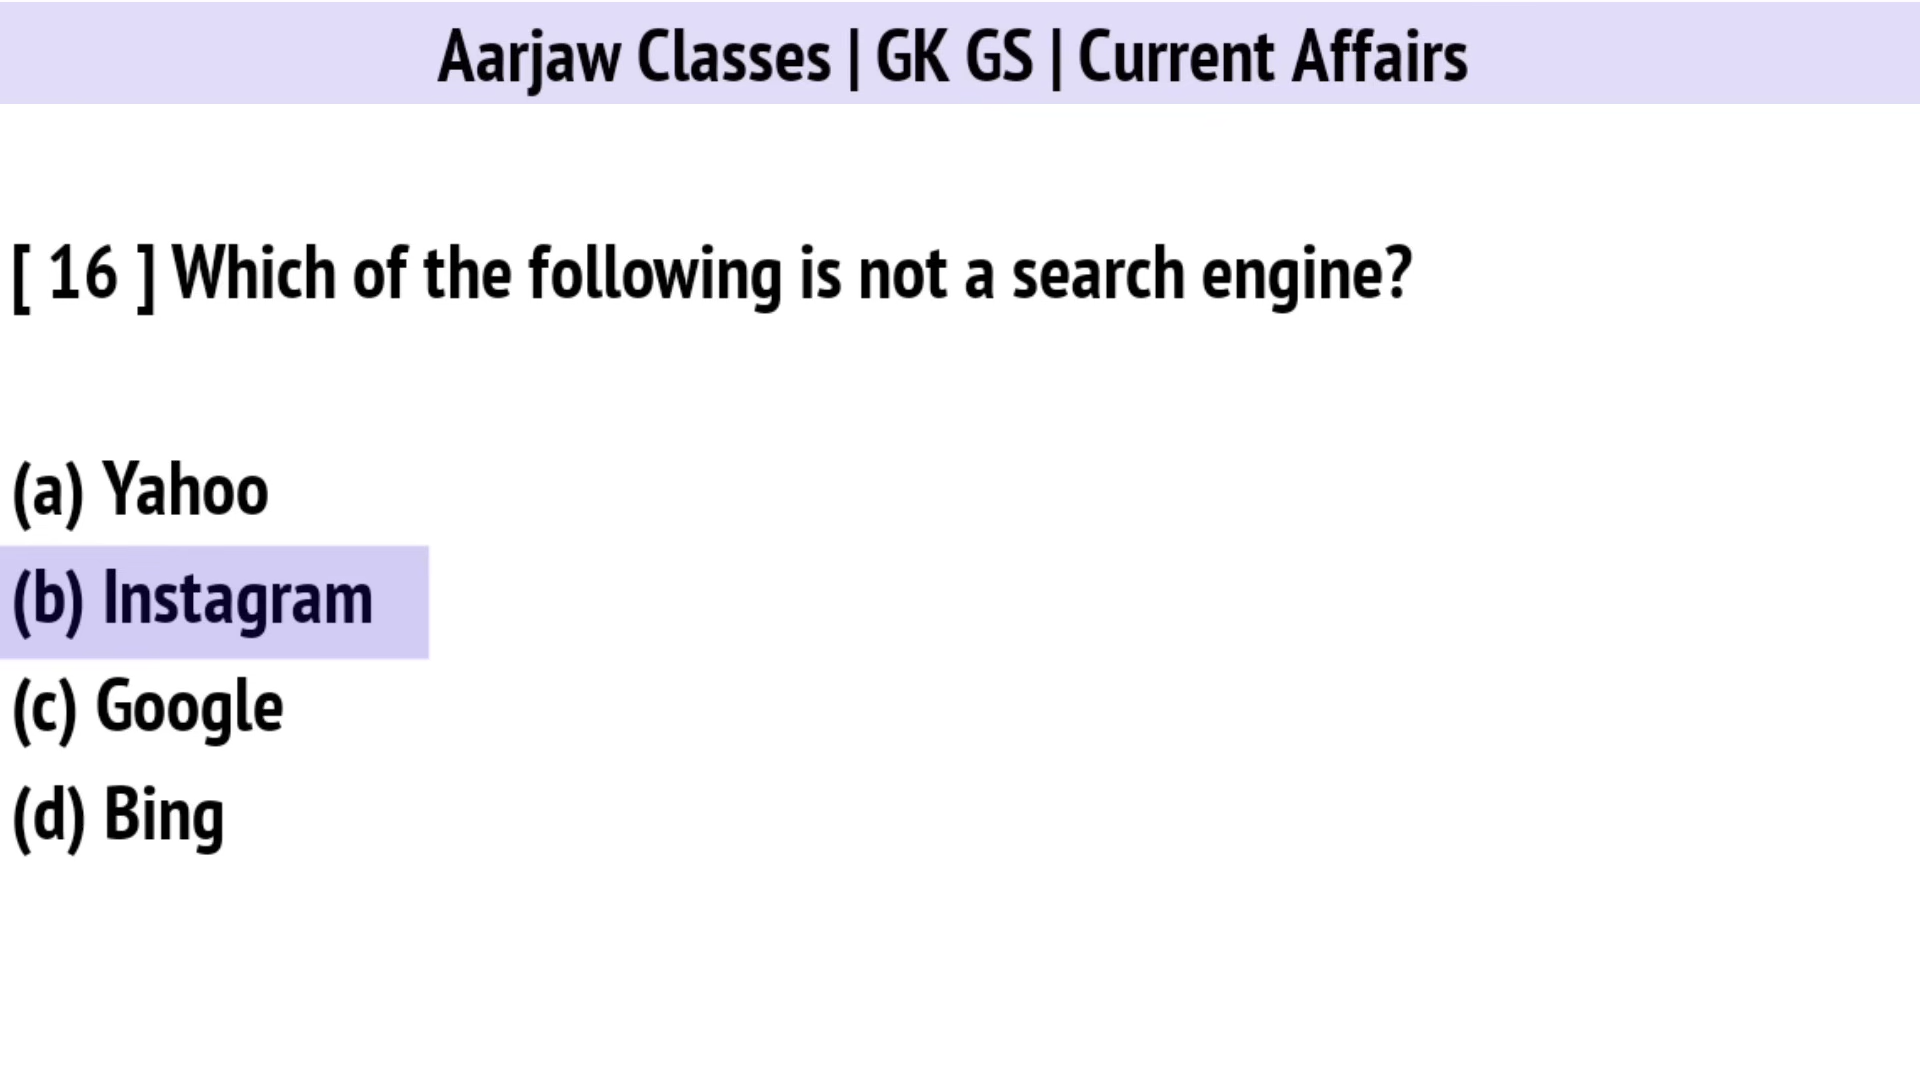 Aarjaw Classes | GK GS | Current Affairs
[ 16 ] Which of the following is not a search engine?
(a) Yahoo
(b) Instagram
(c) Google
(d) Bing